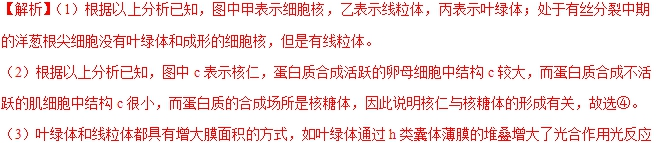 【解析】（1）根据以上分析已知，图中甲表示细胞核，乙表示线粒体，丙表示叶绿体；处于有丝分裂中期
的洋葱根尖细胞没有叶绿体和成形的细胞核，但是有线粒体。
（2）根据以上分析已知，图中 c 表示核仁，蛋白质合成活跃的卵母细胞中结构 c 较大，而蛋白质合成不活
跃的肌细胞中结构 c 很小，而蛋白质的合成场所是核糖体，因此说明核仁与核糖体的形成有关，故选④。
（3）叶绿体和线粒体都具有增大膜面积的方式，如叶绿体通过 h 类囊体薄膜的堆叠增大了光合作用光反应